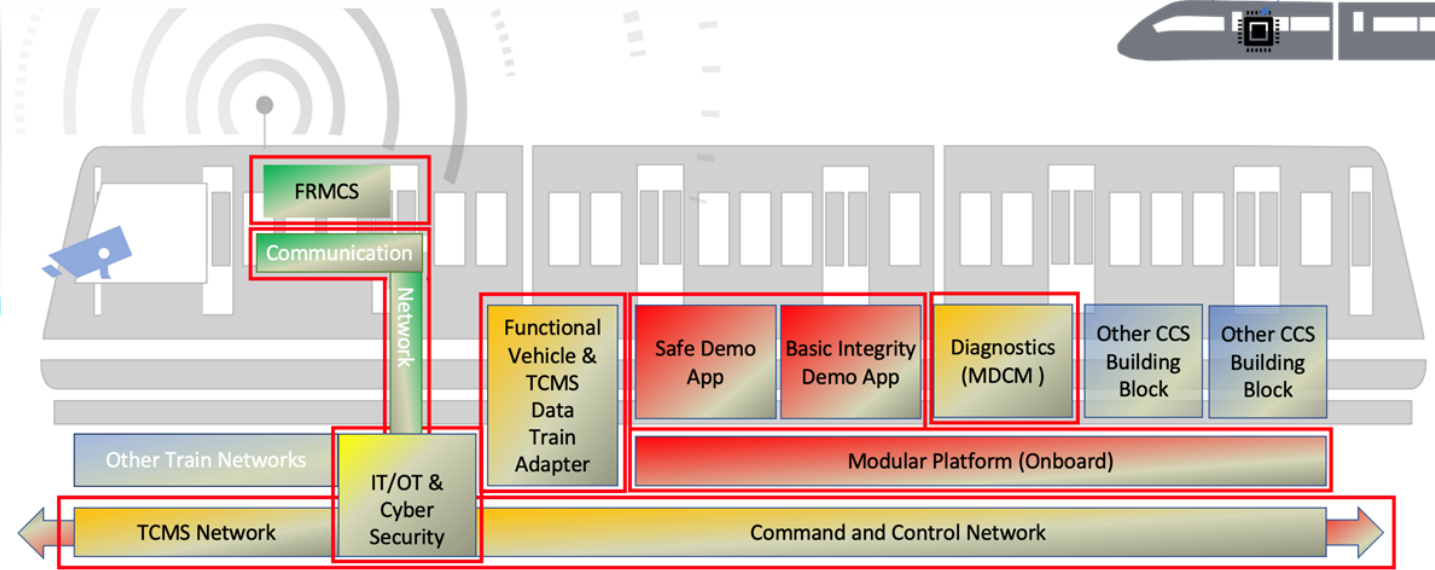 FRMCS
Communication
Network
Functional
Vehicle &
TCMS
Data
Train
Adapter
Safe Demo
App
Basic Integrity
Demo App
Diagnostics
(MDCM )
Other CCS
Building
Block
Other CCS
Building
Block
Other Train Networks
IT/OT &
Cyber
Security
Modular Platform (Onboard)
TCMS Network
Command and Control Network